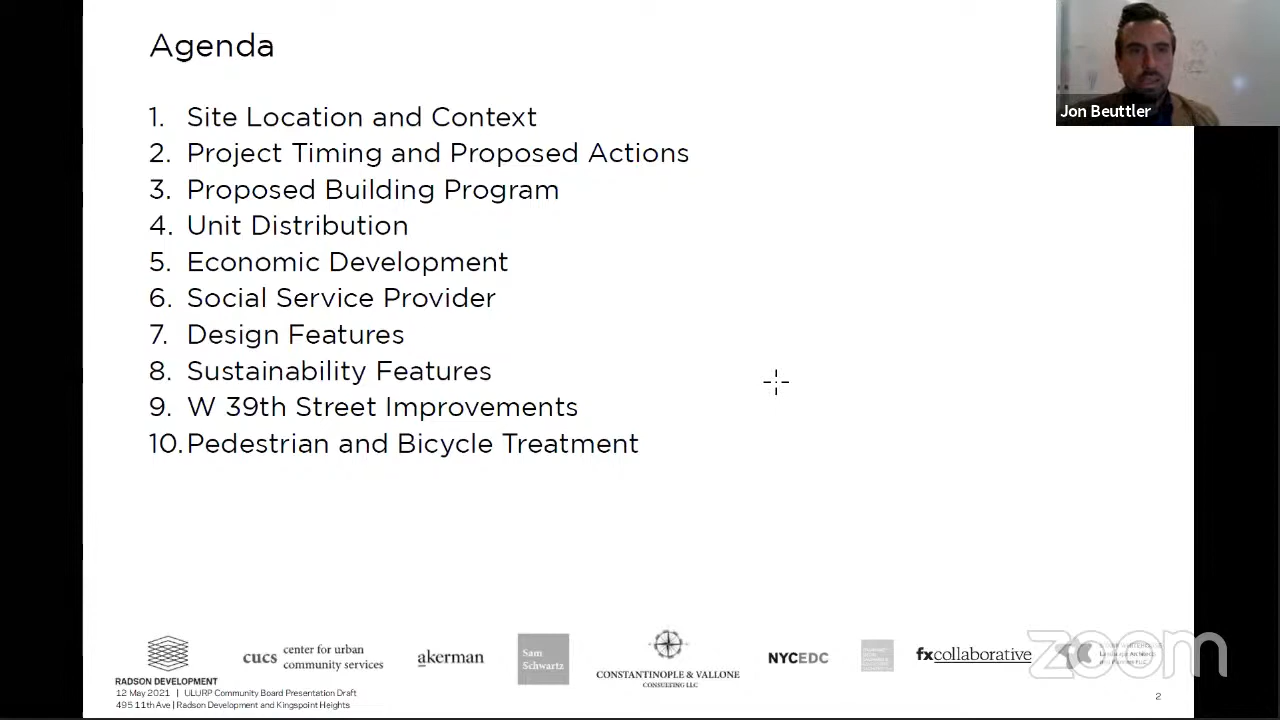 Agenda
Jon Beuttler
1. Site Location and Context
2. Project Timing and Proposed Actions
3. Proposed Building Program
4. Unit Distribution
5. Economic Development
6. Social Service Provider
7. Design Features
8. Sustainability Features
9. W 39th Street Improvements
10. Pedestrian and Bicycle Treatment
RADSON DEVELOPMENT
cucs center for urban
community services
akerman
Sam
Schwartz
CONSTANTINOPLE & VALLONE
CONSULTING LLC
NYCEDC
fxcollaborative
zoom
12 May 2021 | ULURP Community Board Presentation Draft
495 11th Ave | Radson Development and Kingspoint Heights
2